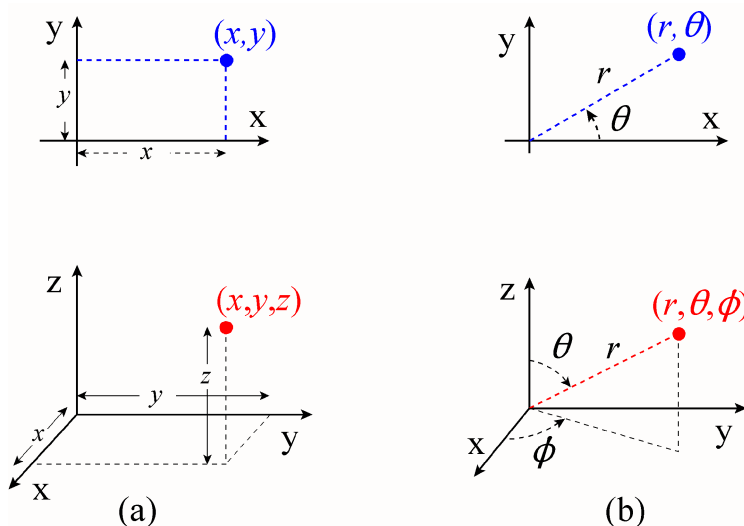 y
(x,y)
y
x
x
y
(r, θ)
r
θ
x
z
(x,y,z)
z
y
x
y
x
(a)
z
(r, θ, ϕ)
θ
r
x
ϕ
y
(b)